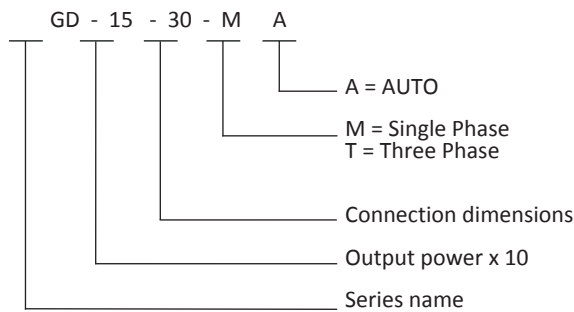 GD - 15 - 30 - M A
A = AUTO
M = Single Phase
T = Three Phase
Connection dimensions
Output power x 10
Series name